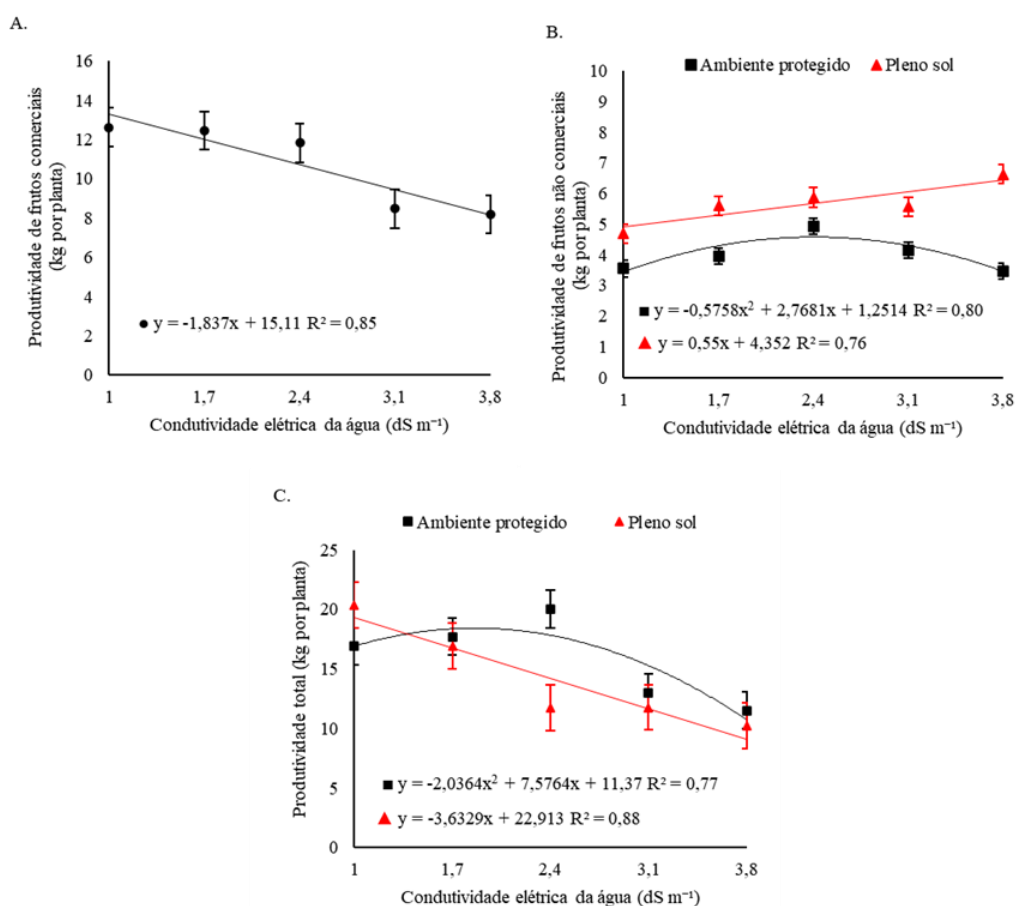 A.
Produtividade de frutos comerciais
(kg por planta)
16
14
12
10
8
6
4
2
0
y = -1,837x + 15,11 R² = 0,85
1 1,7 2,4 3,1 3,8
Condutividade elétrica da água (dS m⁻¹)
B.
Ambiente protegido Pleno sol
Produtividade de frutos não comerciais
(kg por planta)
10
9
8
7
6
5
4
3
2
1
0
y = -0,5758x² + 2,7681x + 1,2514 R² = 0,80
y = 0,55x + 4,352 R² = 0,76
1 1,7 2,4 3,1 3,8
Condutividade elétrica da água (dS m⁻¹)
C.
Ambiente protegido Pleno sol
Produtividade total (kg por planta)
25
20
15
10
5
0
y = -2,0364x² + 7,5764x + 11,37 R² = 0,77
y = -3,6329x + 22,913 R² = 0,88
1 1,7 2,4 3,1 3,8
Condutividade elétrica da água (dS m⁻¹)